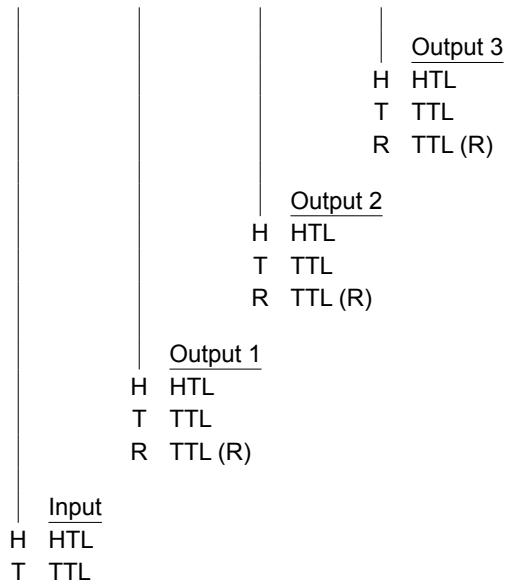 Output 3
H HTL
T TTL
R TTL (R)
Output 2
H HTL
T TTL
R TTL (R)
Output 1
H HTL
T TTL
R TTL (R)
Input
H HTL
T TTL